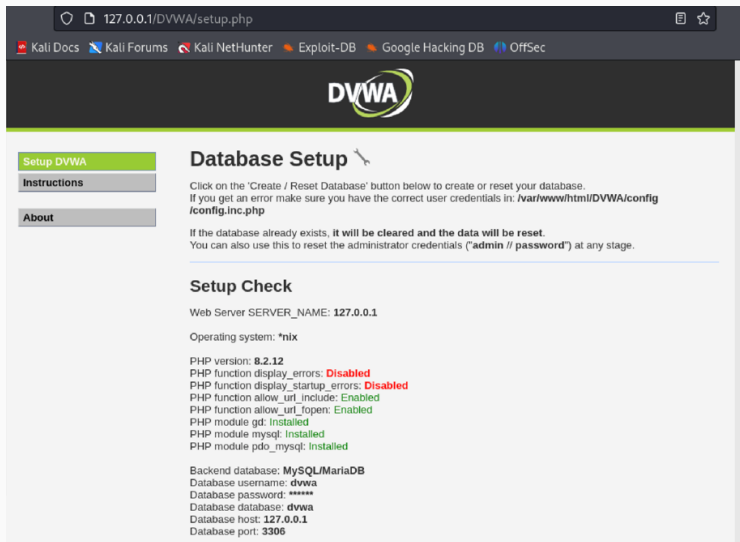 127.0.0.1/DVWA/setup.php
Kali Docs Kali Forums Kali NetHunter Exploit-DB Google Hacking DB OffSec
DVWA
Setup DVWA
Instructions
About
Database Setup
Click on the 'Create / Reset Database' button below to create or reset your database.
If you get an error make sure you have the correct user credentials in: /var/www/html/DVWA/config
/config.inc.php
If the database already exists, it will be cleared and the data will be reset.
You can also use this to reset the administrator credentials ("admin // password") at any stage.
Setup Check
Web Server SERVER_NAME: 127.0.0.1
Operating system: *nix
PHP version: 8.2.12
PHP function display_errors: Disabled
PHP function display_startup_errors: Disabled
PHP function allow_url_include: Enabled
PHP function allow_url_fopen: Enabled
PHP module gd: Installed
PHP module mysql: Installed
PHP module pdo_mysql: Installed
Backend database: MySQL/MariaDB
Database username: dvwa
Database password: ******
Database database: dvwa
Database host: 127.0.0.1
Database port: 3306